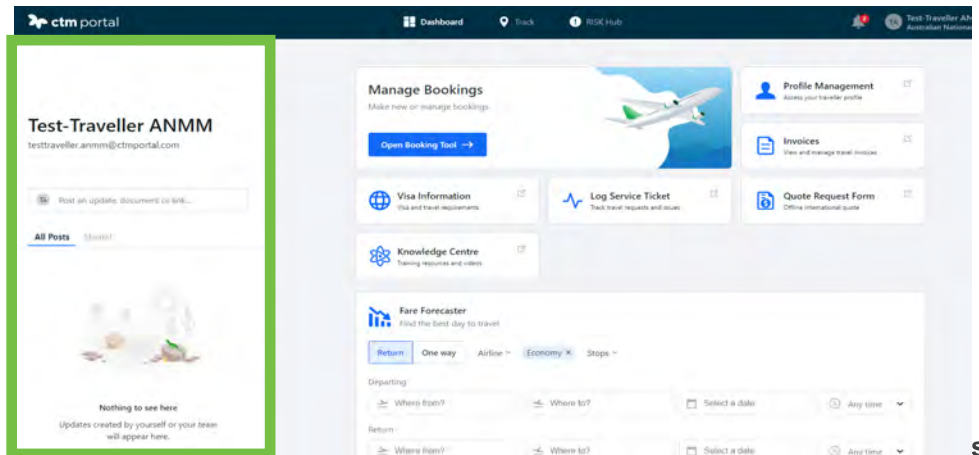 ctm portal
Dashboard
Track
RISK Hub
TA
Test-Traveller AN
Australian Nationa
Test-Traveller ANMM
testtraveller.anmm@ctmportal.com
Post an update, document or link...
All Posts
Shared
Nothing to see here
Updates created by yourself or your team
will appear here.
Manage Bookings
Make new or manage bookings
Open Booking Tool →
Profile Management
Access your traveller profile
Invoices
View and manage travel invoices
Visa Information
Visa and travel requirements
Log Service Ticket
Track travel requests and issues
Quote Request Form
Offline international quote
Knowledge Centre
Training resources and videos
Fare Forecaster
Find the best day to travel
Return
One way
Airline
Economy ×
Stops
Departing
Where from?
Where to?
Select a date
Any time
Return
Where from?
Where to?
Select a date
Any time
s